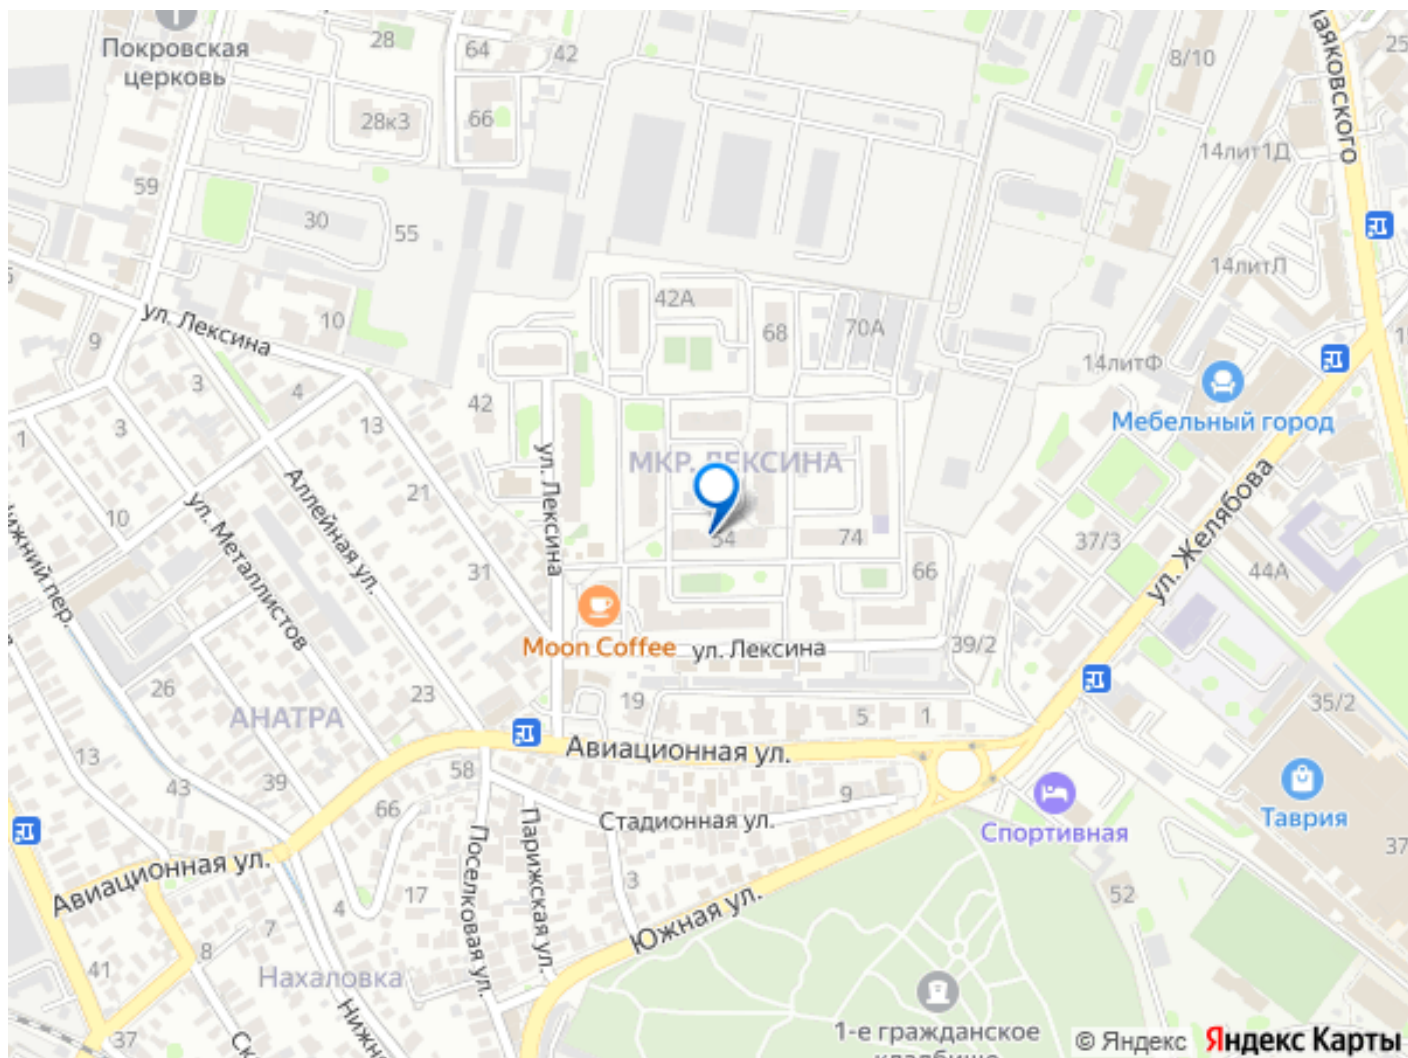 Покровская
церковь
28
64
42
8/10
25
28к3
66
Маяковского
14лит1Д
59
30
55
14литЛ
42А
ул. Лексина
10
68
70А
9
14литФ
3
4
42
13
Мебельный город
1
3
МКР. ЛЕКСИНА
ул. Лексина
Аллейная ул.
21
ул. Металлистов
10
ул. Желябова
Нижний пер.
54
74
37/3
44А
31
66
Moon Coffee
ул. Лексина
39/2
26
23
19
5
1
35/2
АНАТРА
Авиационная ул.
13
58
43
39
66
9
Спортивная
Таврия
Стадионная ул.
Авиационная ул.
Поселковая ул.
Парижская ул.
3
17
52
37
4
7
8
Южная ул.
41
Нахаловка
37
1-е гражданское
кладбище
© Яндекс Яндекс Карты